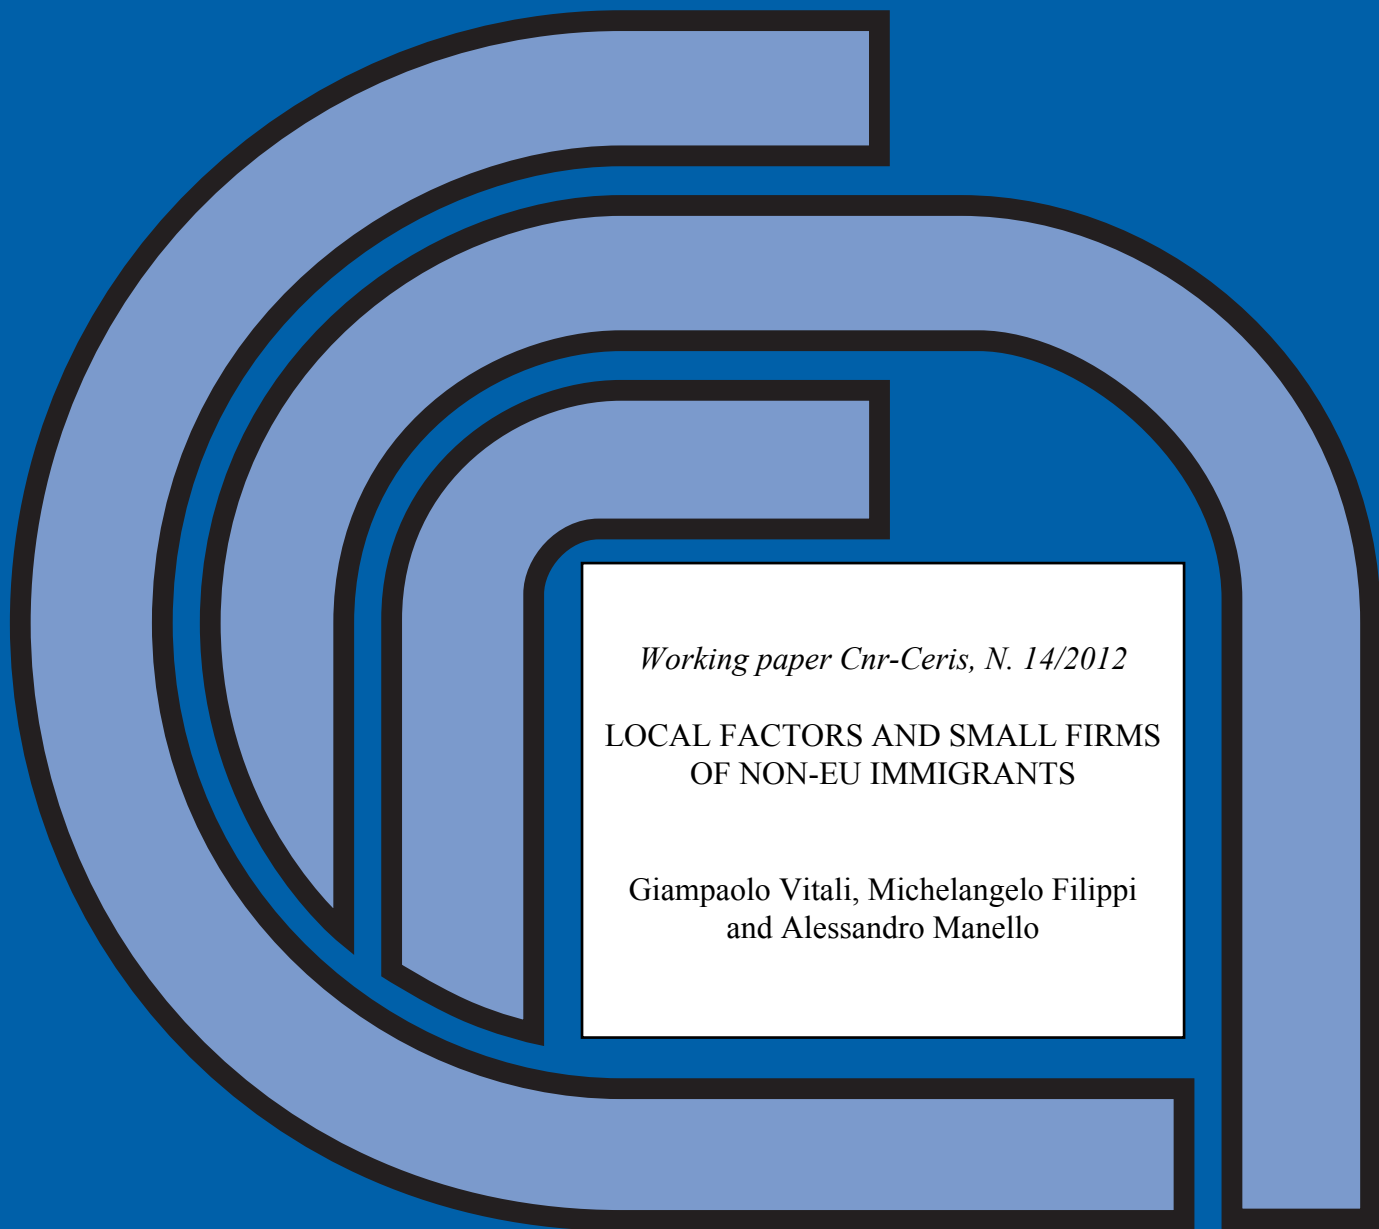 Working paper Cnr-Ceris, N. 14/2012
LOCAL FACTORS AND SMALL FIRMS
OF NON-EU IMMIGRANTS
Giampaolo Vitali, Michelangelo Filippi
and Alessandro Manello